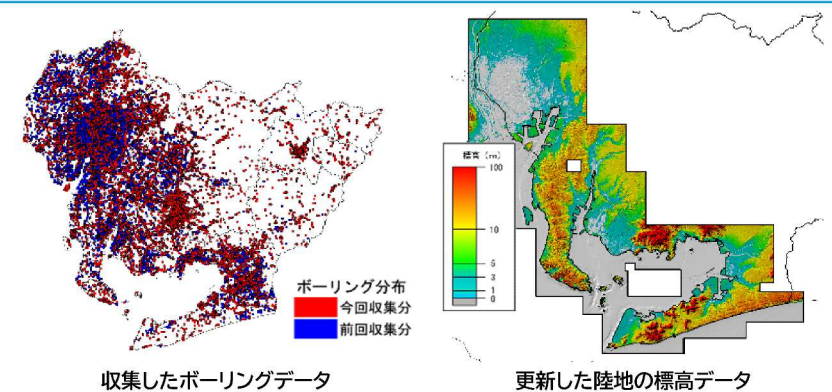 ボーリング分布
今回収集分
前回収集分
収集したボーリングデータ
標高 (m)
100
10
5
3
1
0
更新した陸地の標高データ